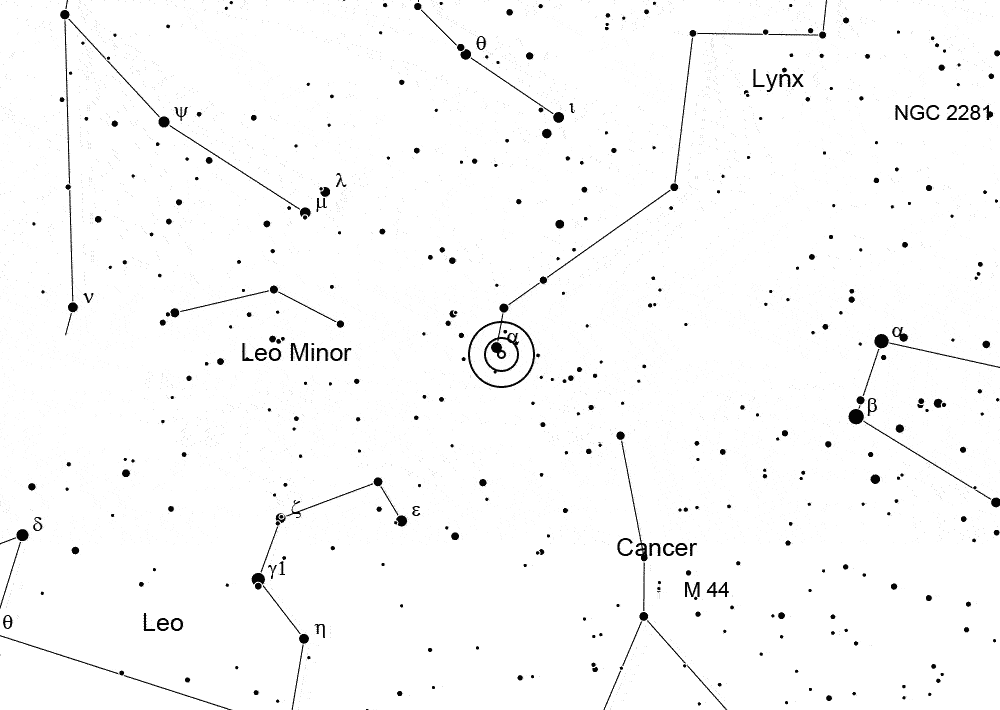 θ
Lynx
ι
NGC 2281
ψ
λ
μ
ν
α
α
Leo Minor
β
ζ
ε
δ
Cancer
γ1
M 44
θ
Leo
η